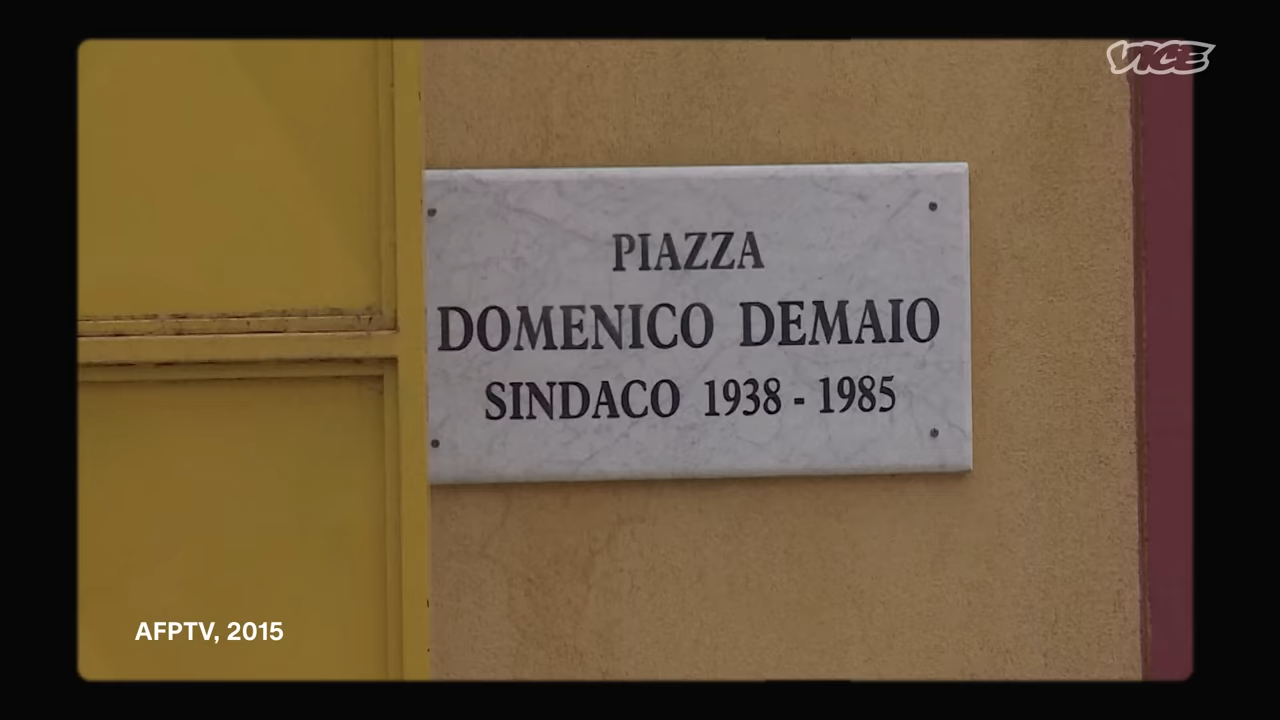 VICE
PIAZZA
DOMENICO DEMAIO
SINDACO 1938 - 1985
AFPTV, 2015